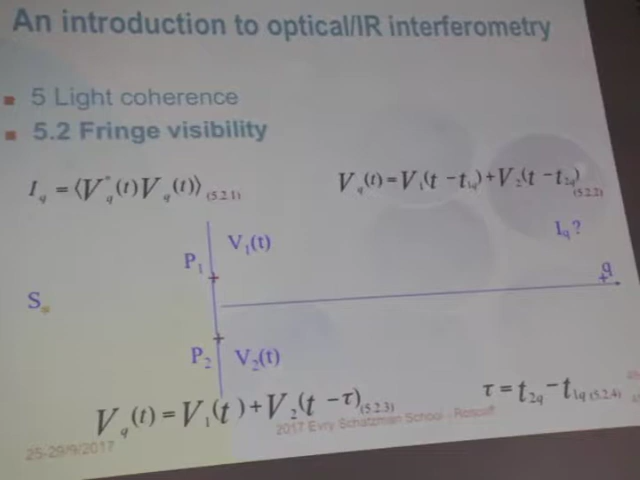 An introduction to optical/IR interferometry
5 Light coherence
5.2 Fringe visibility
I_q = ⟨V*_q(t)V_q(t)⟩ (5.2.1)
V_q(t) = V_1(t − t_1q) + V_2(t − t_2q) (5.2.2)
V_1(t)
I_q ?
P_1
q
S
P_2
V_2(t)
V_q(t) = V_1(t) + V_2(t − τ) (5.2.3)
τ = t_2q − t_1q (5.2.4)
2017 Evry Schatzman School : Roscoff
25-29/9/2017